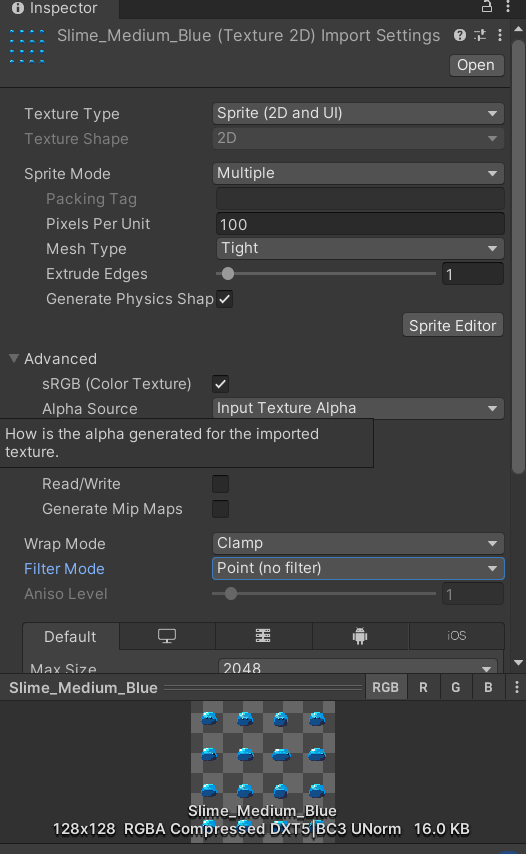 Inspector
Slime_Medium_Blue (Texture 2D) Import Settings
Open
Texture Type Sprite (2D and UI)
Texture Shape 2D
Sprite Mode Multiple
Packing Tag
Pixels Per Unit 100
Mesh Type Tight
Extrude Edges 1
Generate Physics Shap
Sprite Editor
Advanced
sRGB (Color Texture)
Alpha Source Input Texture Alpha
How is the alpha generated for the imported
texture.
Read/Write
Generate Mip Maps
Wrap Mode Clamp
Filter Mode Point (no filter)
Aniso Level 1
Default iOS
Max Size 2048
Slime_Medium_Blue RGB R G B
Slime_Medium_Blue
128x128 RGBA Compressed DXT5|BC3 UNorm 16.0 KB